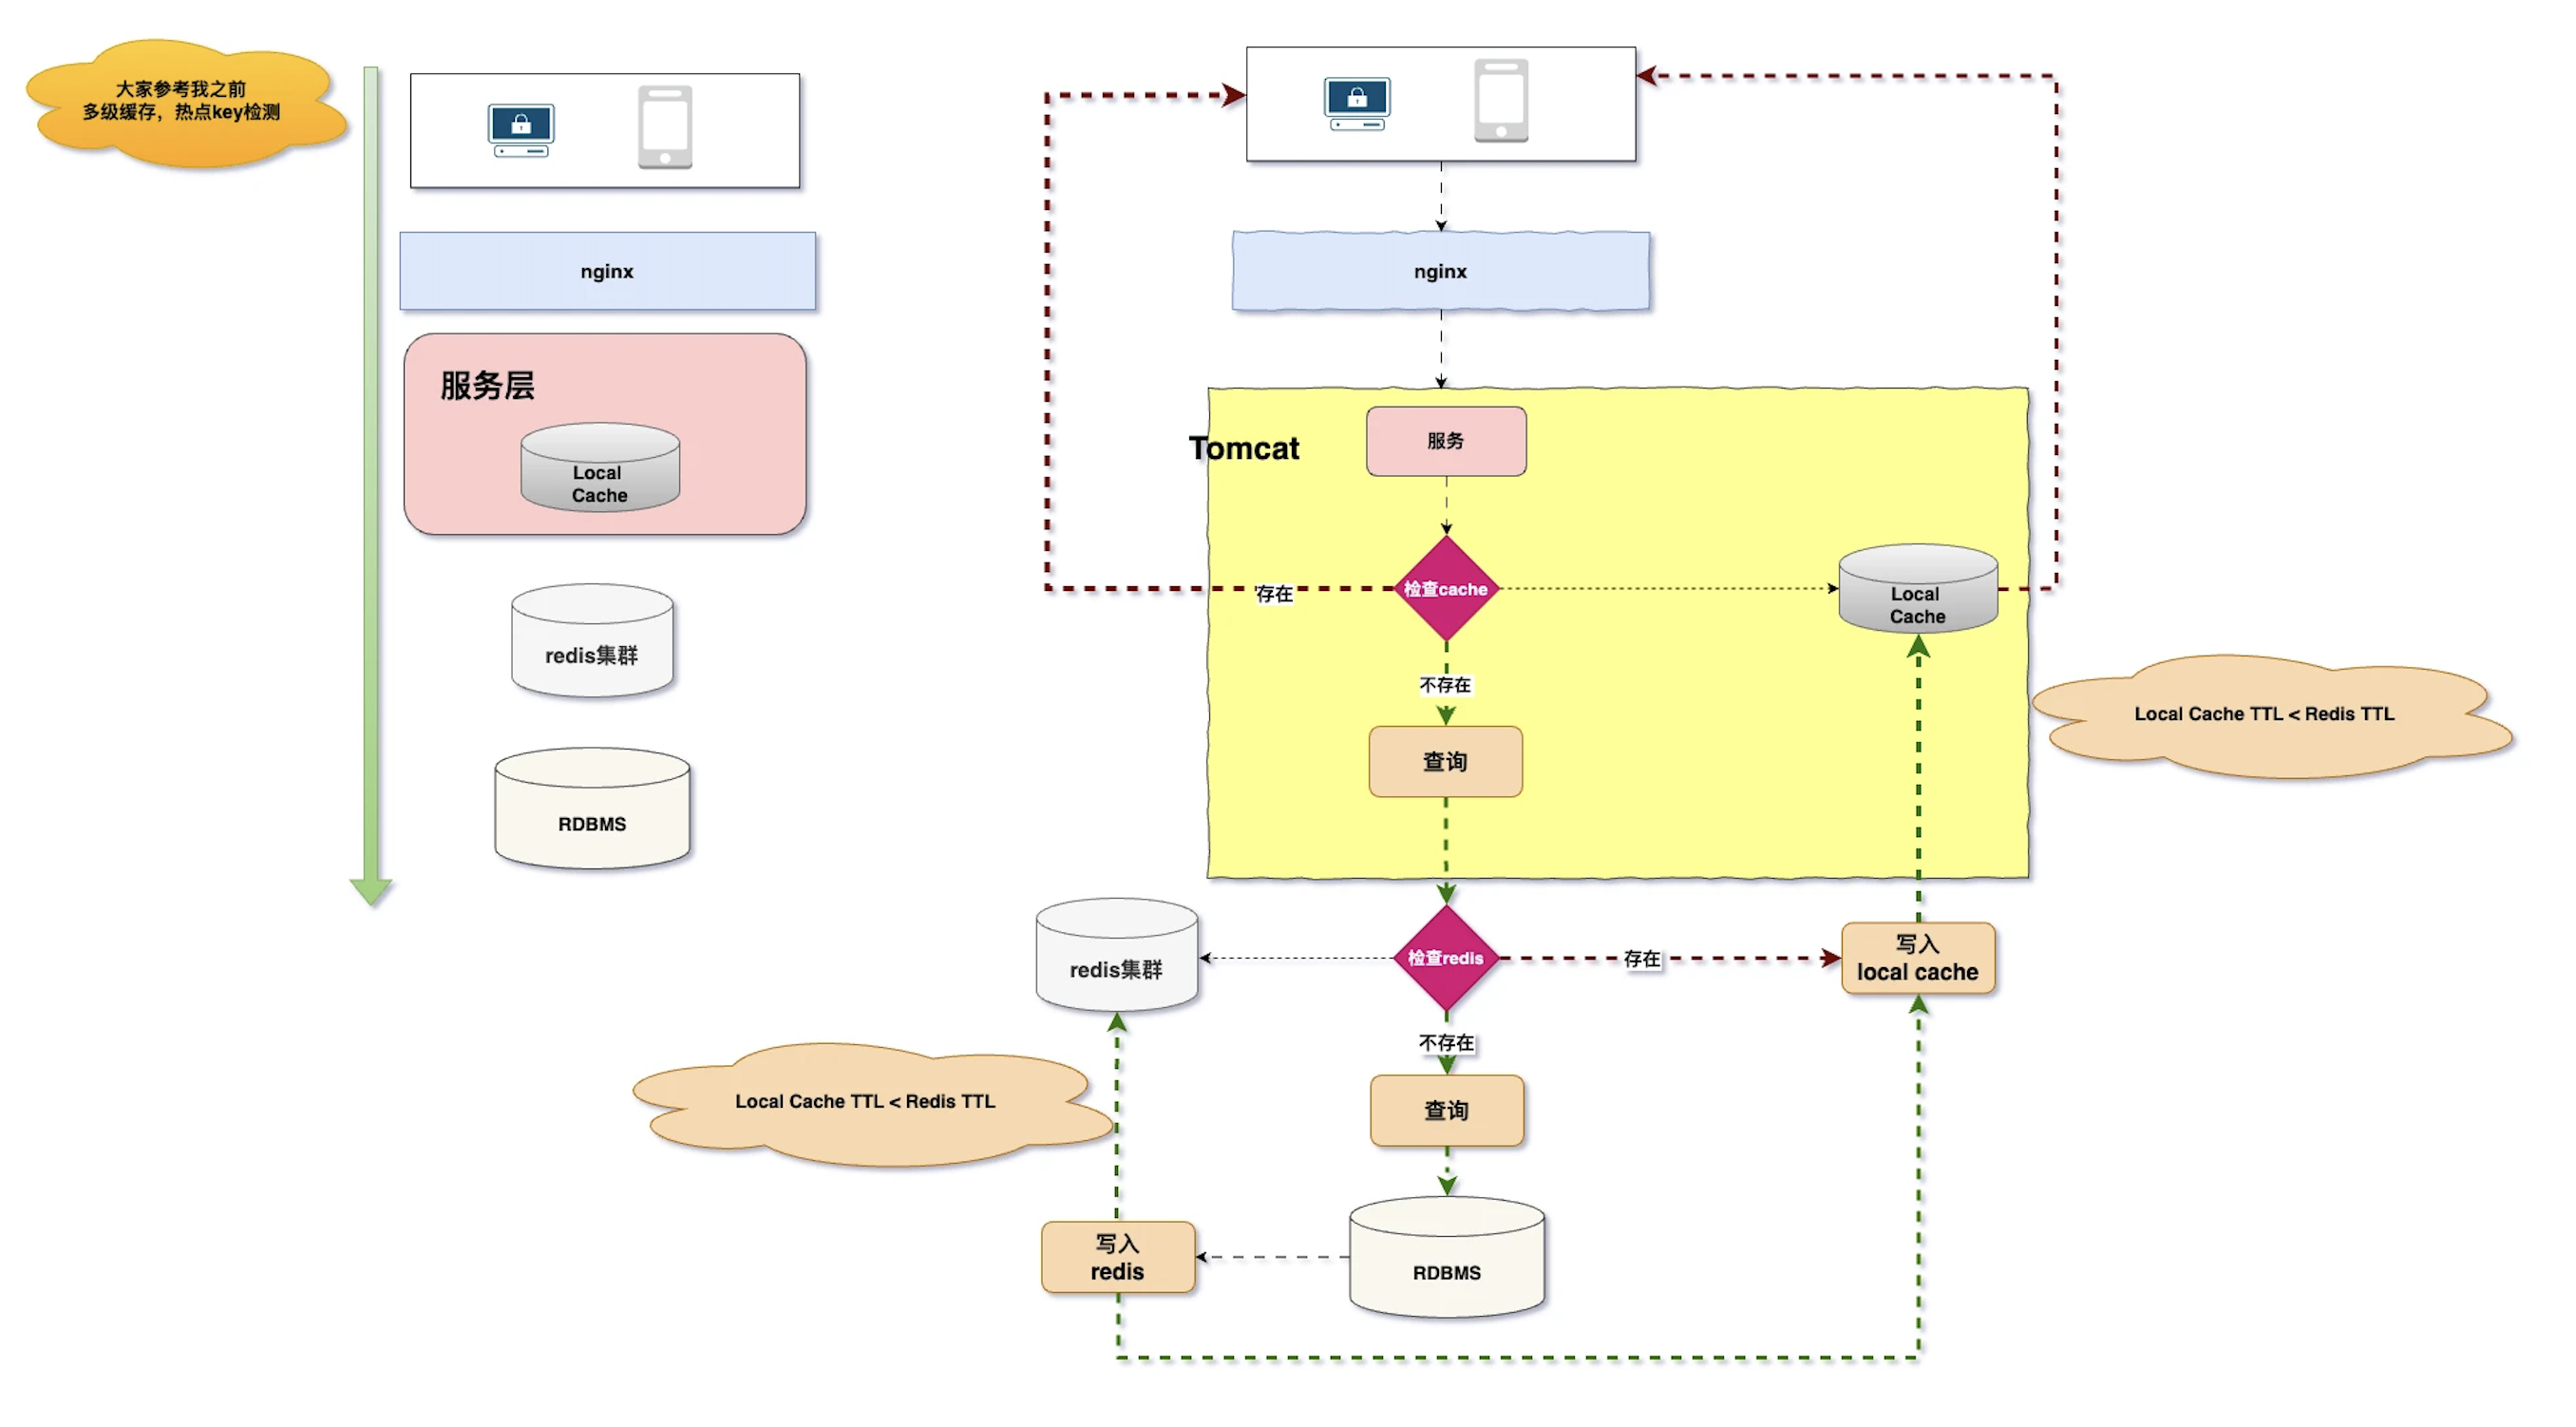 大家参考我之前
多级缓存，热点key检测
nginx
服务层
Local
Cache
redis集群
RDBMS
nginx
Tomcat
服务
检查cache
存在
Local
Cache
不存在
查询
Local Cache TTL < Redis TTL
redis集群
检查redis
存在
写入
local cache
不存在
Local Cache TTL < Redis TTL
查询
写入
redis
RDBMS